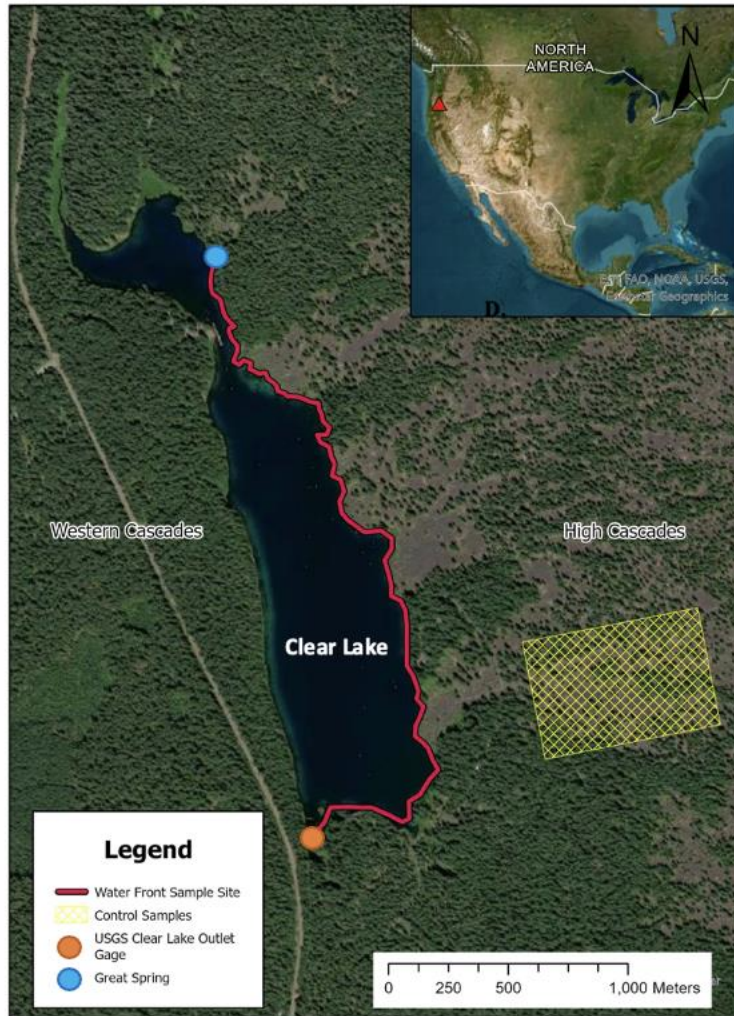 NORTH
AMERICA
N
FAO, NOAA, USGS,
Geographics
D.
Western Cascades
High Cascades
Clear Lake
Legend
Water Front Sample Site
Control Samples
USGS Clear Lake Outlet
Gage
Great Spring
0 250 500 1,000 Meters